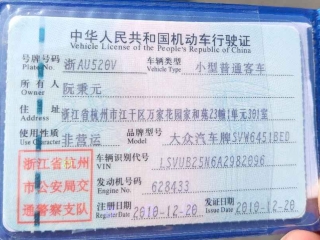 中华人民共和国机动车行驶证
Vehicle License of the People's Republic of China
号牌号码 浙AU520V 车辆类型 小型普通客车
Plate No. Vehicle Type
所有人 阮秉元
Owner
住址 浙江省杭州市江干区万家花园家和苑23幢1单元301室
Address
使用性质 非营运 品牌型号 大众汽车牌SVW6451BED
Use Character Model
车辆识别代号 LSVUB25N6A2982096
VIN
浙江省杭州
市公安局交
通警察支队
发动机号码 628433
Engine No.
注册日期 2010-12-20 发证日期 2010-12-20
Register Date Issue Date